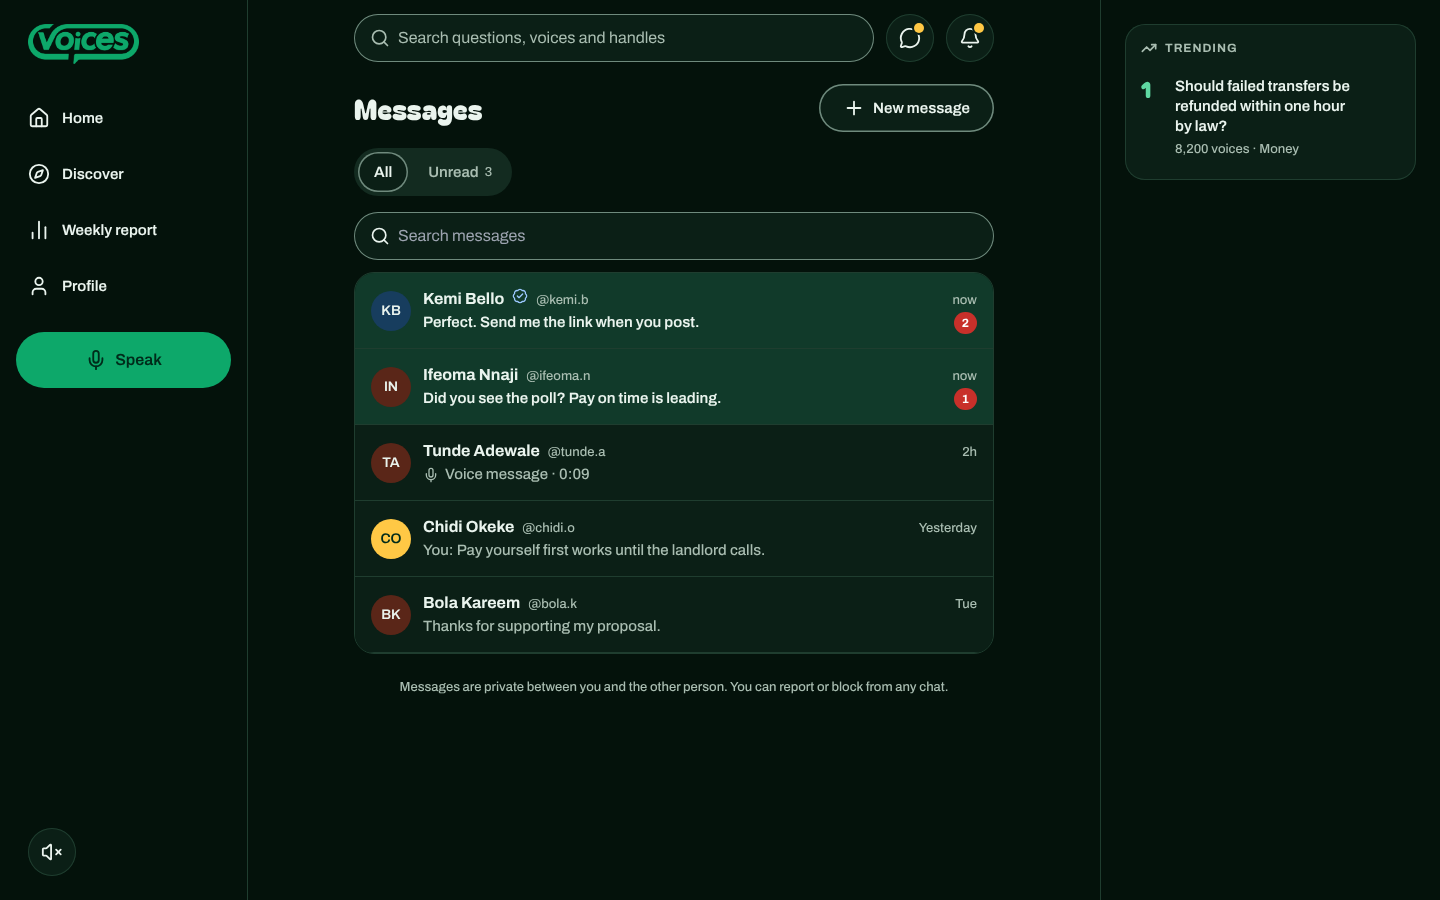 Voices
Home
Discover
Weekly report
Profile
Speak
Search questions, voices and handles
Messages
New message
All
Unread 3
Search messages
KB
Kemi Bello @kemi.b now
Perfect. Send me the link when you post. 2
IN
Ifeoma Nnaji @ifeoma.n now
Did you see the poll? Pay on time is leading. 1
TA
Tunde Adewale @tunde.a 2h
Voice message · 0:09
CO
Chidi Okeke @chidi.o Yesterday
You: Pay yourself first works until the landlord calls.
BK
Bola Kareem @bola.k Tue
Thanks for supporting my proposal.
Messages are private between you and the other person. You can report or block from any chat.
TRENDING
1
Should failed transfers be
refunded within one hour
by law?
8,200 voices · Money